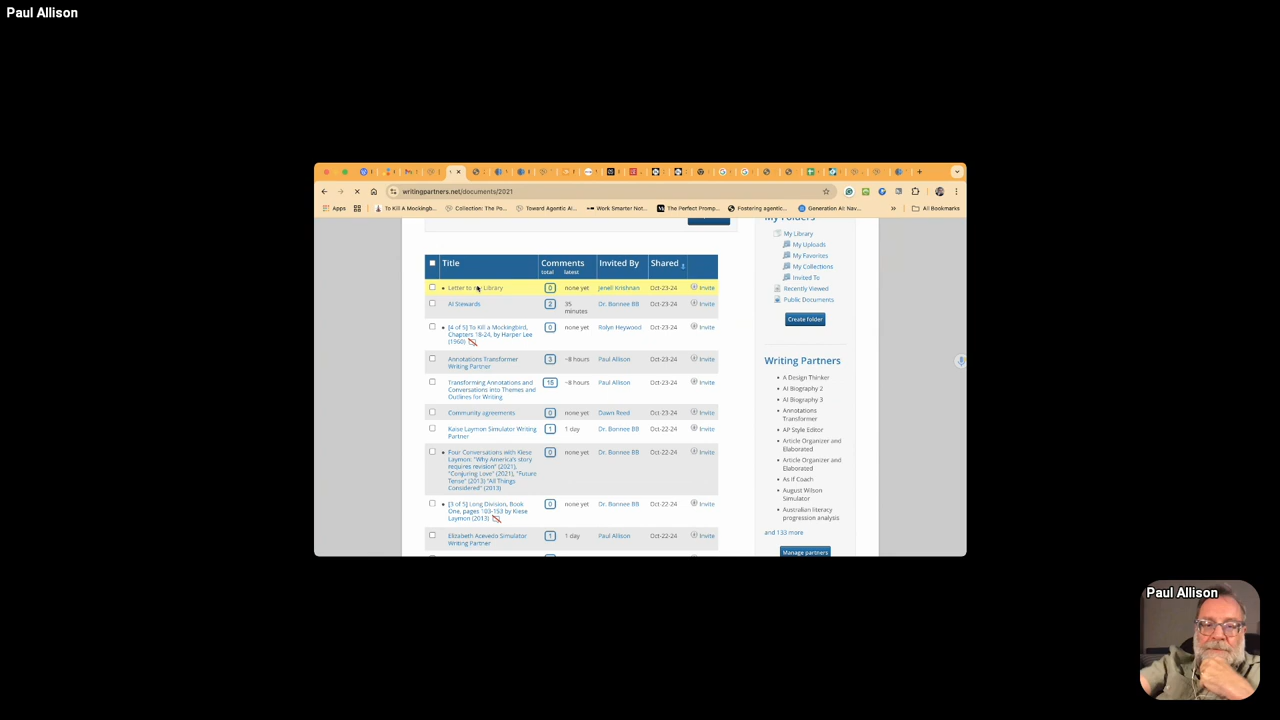 Paul Allison
writingpartners.net/documents/2021
Apps
To Kill A Mockingb...
Collection: The Po...
Toward Agentic AI...
Work Smarter Not...
The Perfect Promp...
Fostering agentic...
Generation AI: Nav...
»
All Bookmarks
Title Comments Invited By Shared
total latest
Letter to my Library 0 none yet Jenell Krishnan Oct-23-24 Invite
AI Stewards 2 35 minutes Dr. Bonnee BB Oct-23-24 Invite
[4 of 5] To Kill a Mockingbird, 0 none yet Rolyn Heywood Oct-23-24 Invite
Chapters 18-24, by Harper Lee
(1960)
Annotations Transformer 3 ~8 hours Paul Allison Oct-23-24 Invite
Writing Partner
Transforming Annotations and 15 ~8 hours Paul Allison Oct-23-24 Invite
Conversations into Themes and
Outlines for Writing
Community agreements 0 none yet Dawn Reed Oct-23-24 Invite
Kaise Laymon Simulator Writing 1 1 day Dr. Bonnee BB Oct-22-24 Invite
Partner
Four Conversations with Kiese 0 none yet Dr. Bonnee BB Oct-22-24 Invite
Laymon: "Why America's story
requires revision" (2021),
"Conjuring Love" (2021), "Future
Tense" (2013) "All Things
Considered" (2013)
[3 of 5] Long Division, Book 0 none yet Dr. Bonnee BB Oct-22-24 Invite
One, pages 103-153 by Kiese
Laymon (2013)
Elizabeth Acevedo Simulator 1 1 day Paul Allison Oct-22-24 Invite
Writing Partner
My Folders
My Library
My Uploads
My Favorites
My Collections
Invited To
Recently Viewed
Public Documents
Create folder
Writing Partners
A Design Thinker
AI Biography 2
AI Biography 3
Annotations
Transformer
AP Style Editor
Article Organizer and
Elaborated
Article Organizer and
Elaborated
As If Coach
August Wilson
Simulator
Australian literacy
progression analysis
and 133 more
Manage partners
Paul Allison